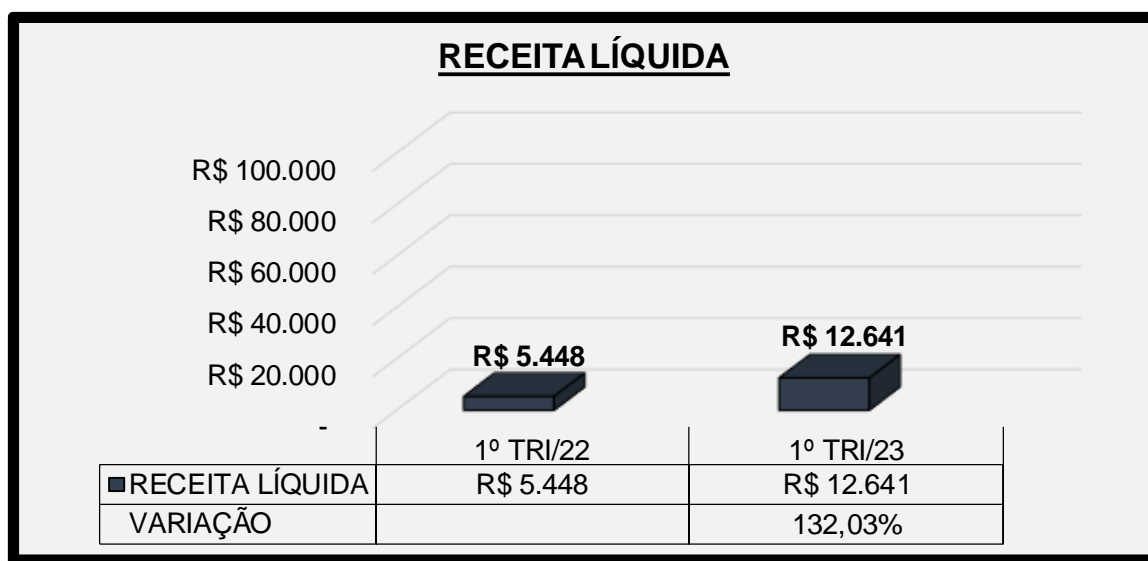 RECEITA LÍQUIDA
R$ 100.000
R$ 80.000
R$ 60.000
R$ 40.000
R$ 20.000
-
R$ 5.448
R$ 12.641
1º TRI/22 1º TRI/23
RECEITA LÍQUIDA R$ 5.448 R$ 12.641
VARIAÇÃO 132,03%